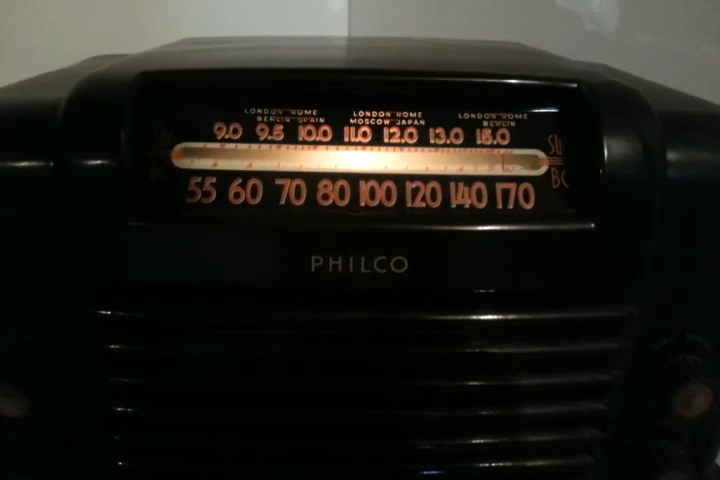 LONDON ROME LONDON ROME LONDON ROME
BERLIN SPAIN MOSCOW JAPAN BERLIN
9.0 9.5 10.0 11.0 12.0 13.0 15.0
55 60 70 80 100 120 140 170
BC
PHILCO